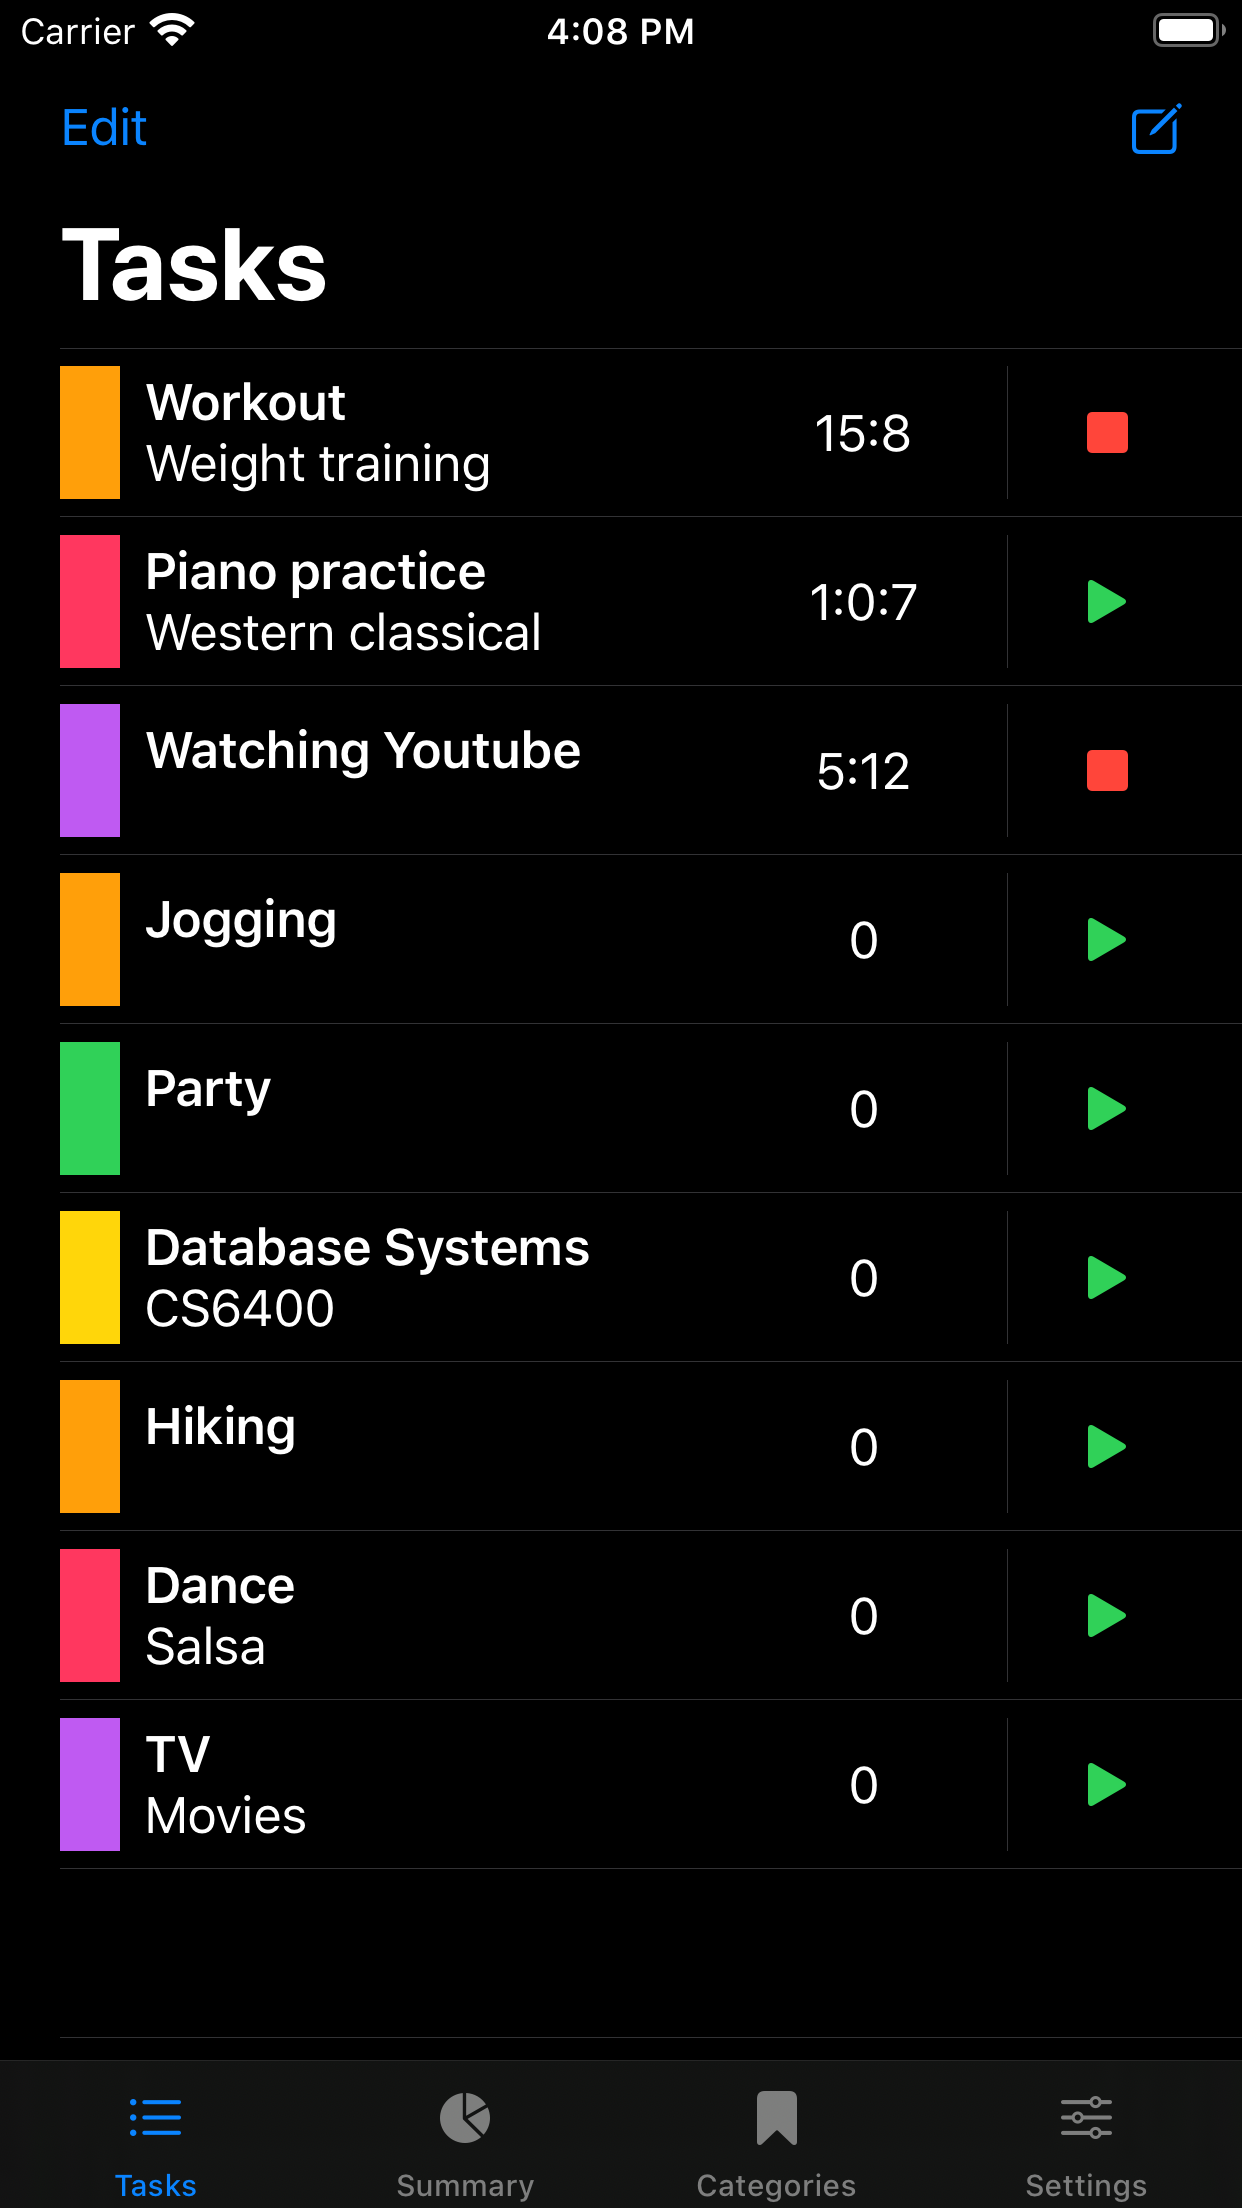 Carrier
4:08 PM
Edit
Tasks
Workout
Weight training
15:8
Piano practice
Western classical
1:0:7
Watching Youtube
5:12
Jogging
0
Party
0
Database Systems
CS6400
0
Hiking
0
Dance
Salsa
0
TV
Movies
0
Tasks
Summary
Categories
Settings